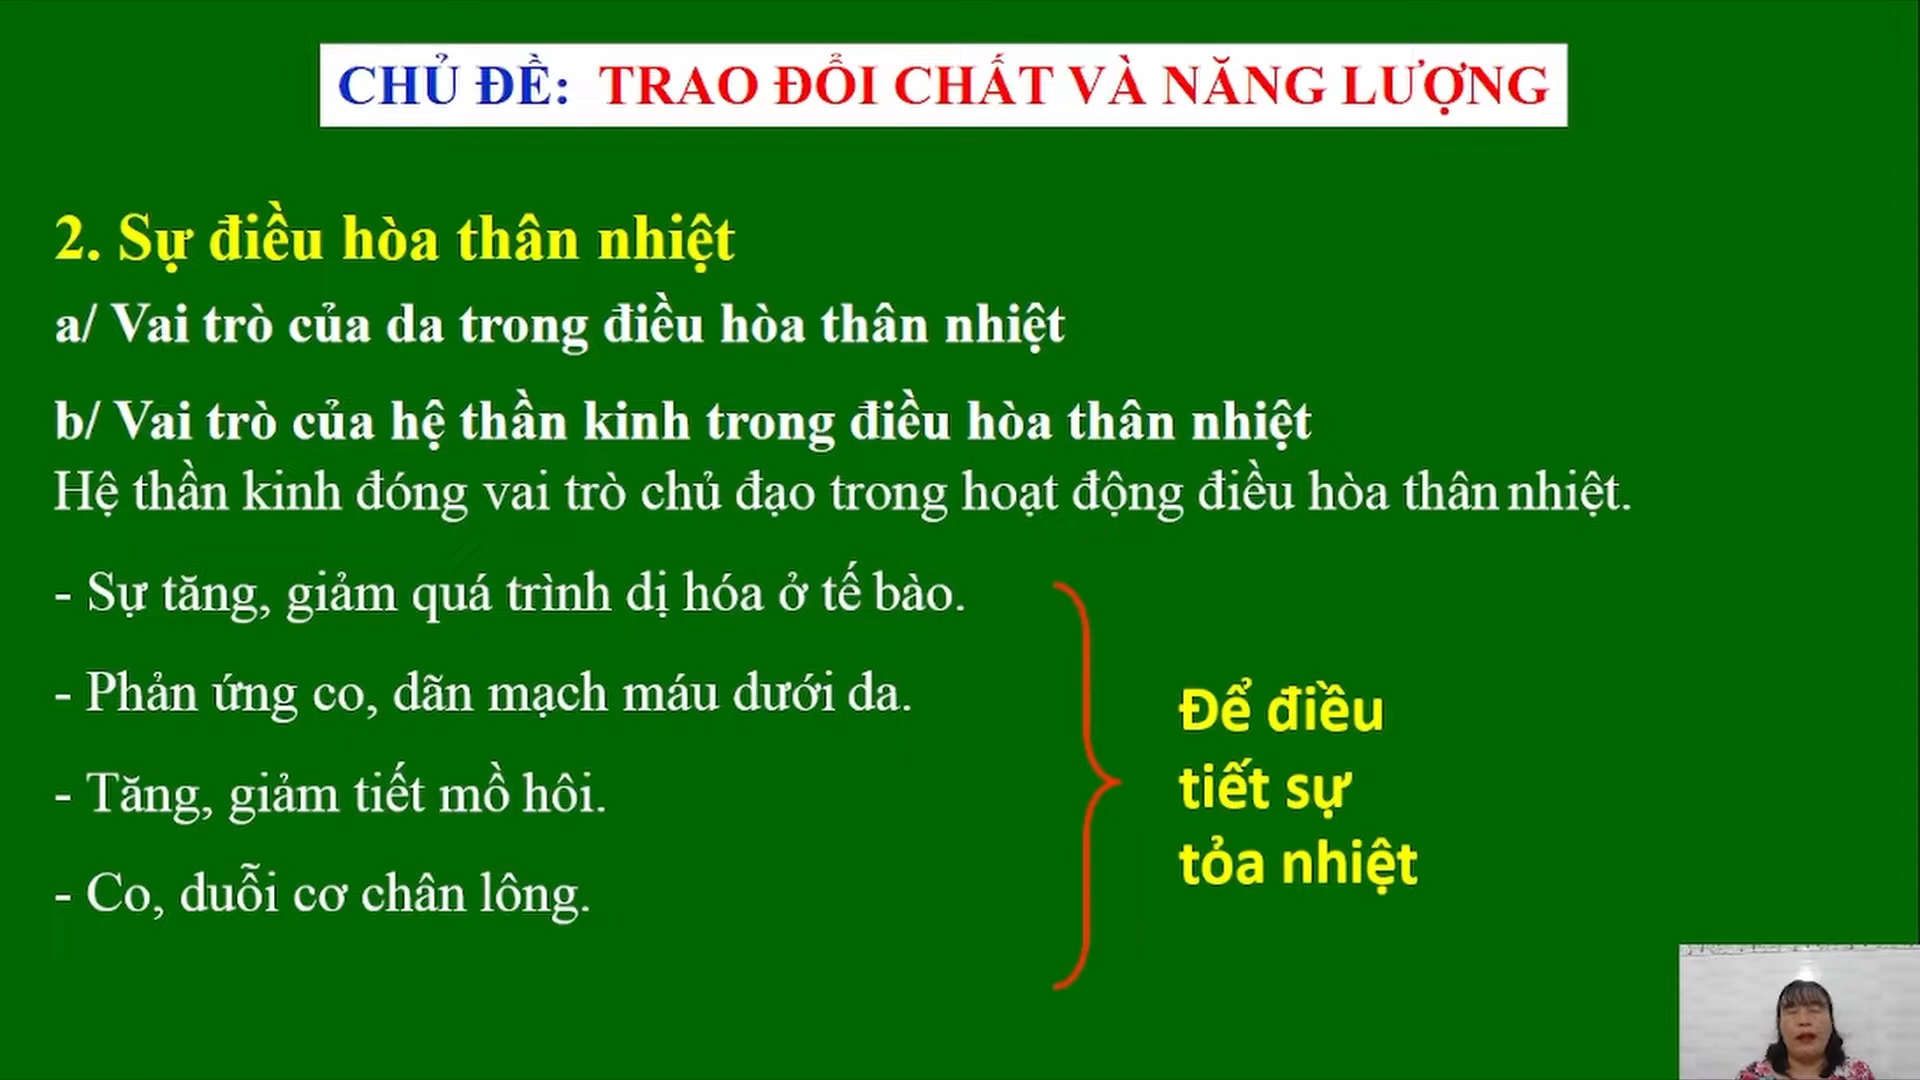 CHỦ ĐỀ: TRAO ĐỔI CHẤT VÀ NĂNG LƯỢNG
2. Sự điều hòa thân nhiệt
a/ Vai trò của da trong điều hòa thân nhiệt
b/ Vai trò của hệ thần kinh trong điều hòa thân nhiệt
Hệ thần kinh đóng vai trò chủ đạo trong hoạt động điều hòa thân nhiệt.
- Sự tăng, giảm quá trình dị hóa ở tế bào.
- Phản ứng co, dãn mạch máu dưới da.
- Tăng, giảm tiết mồ hôi.
- Co, duỗi cơ chân lông.
Để điều
tiết sự
tỏa nhiệt